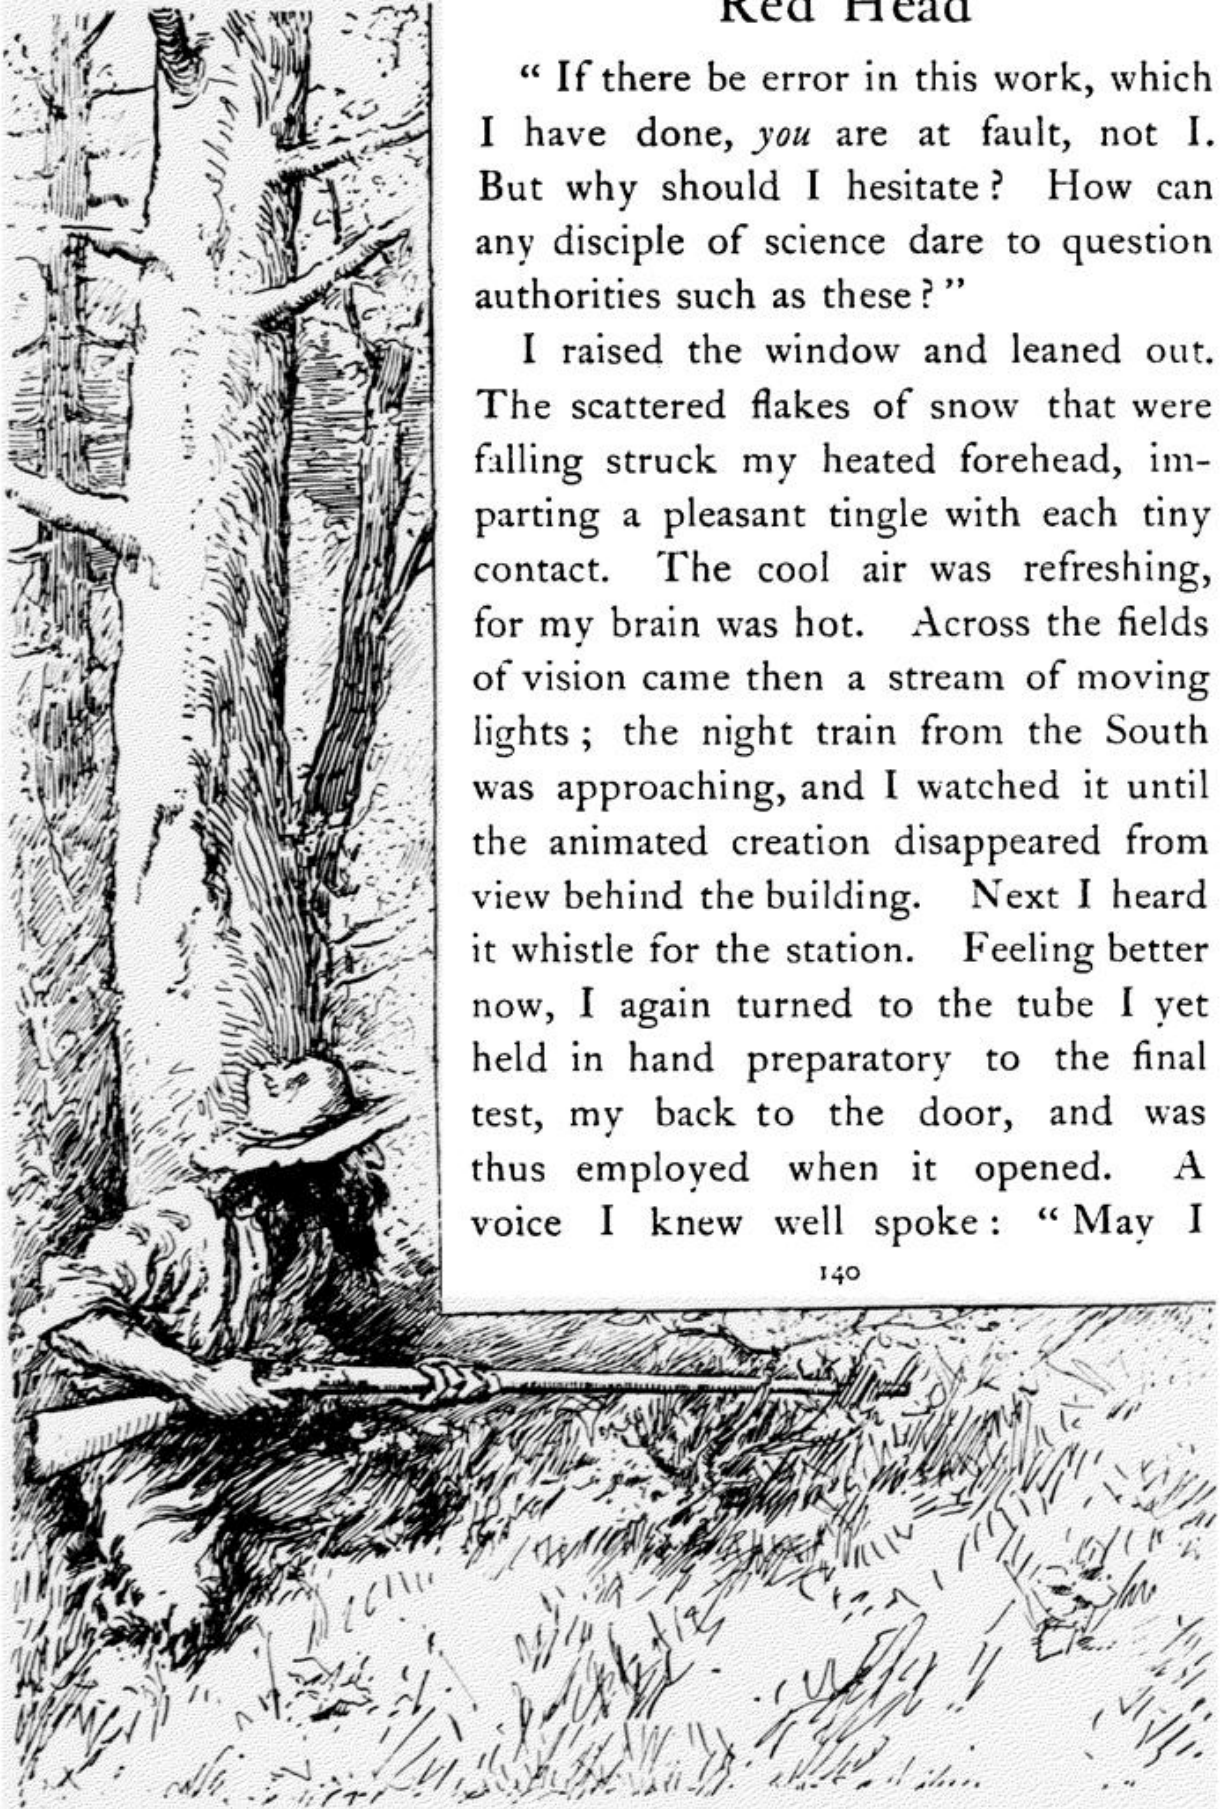 Red Head
“ If there be error in this work, which
I have done, you are at fault, not I.
But why should I hesitate ? How can
any disciple of science dare to question
authorities such as these ? ”
I raised the window and leaned out.
The scattered flakes of snow that were
falling struck my heated forehead, im-
parting a pleasant tingle with each tiny
contact. The cool air was refreshing,
for my brain was hot. Across the fields
of vision came then a stream of moving
lights ; the night train from the South
was approaching, and I watched it until
the animated creation disappeared from
view behind the building. Next I heard
it whistle for the station. Feeling better
now, I again turned to the tube I yet
held in hand preparatory to the final
test, my back to the door, and was
thus employed when it opened. A
voice I knew well spoke : “ May I
140